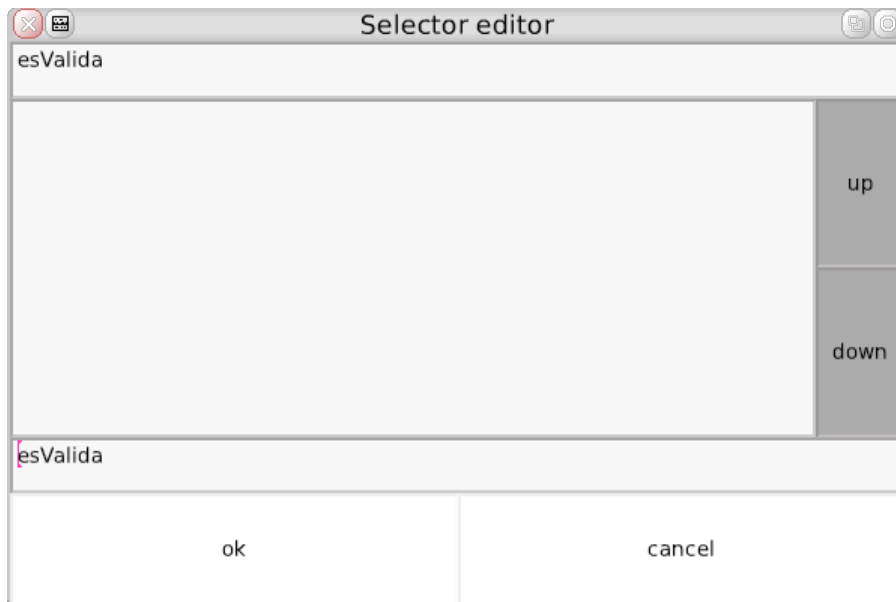 Selector editor
esValida
up
down
esValida
ok
cancel